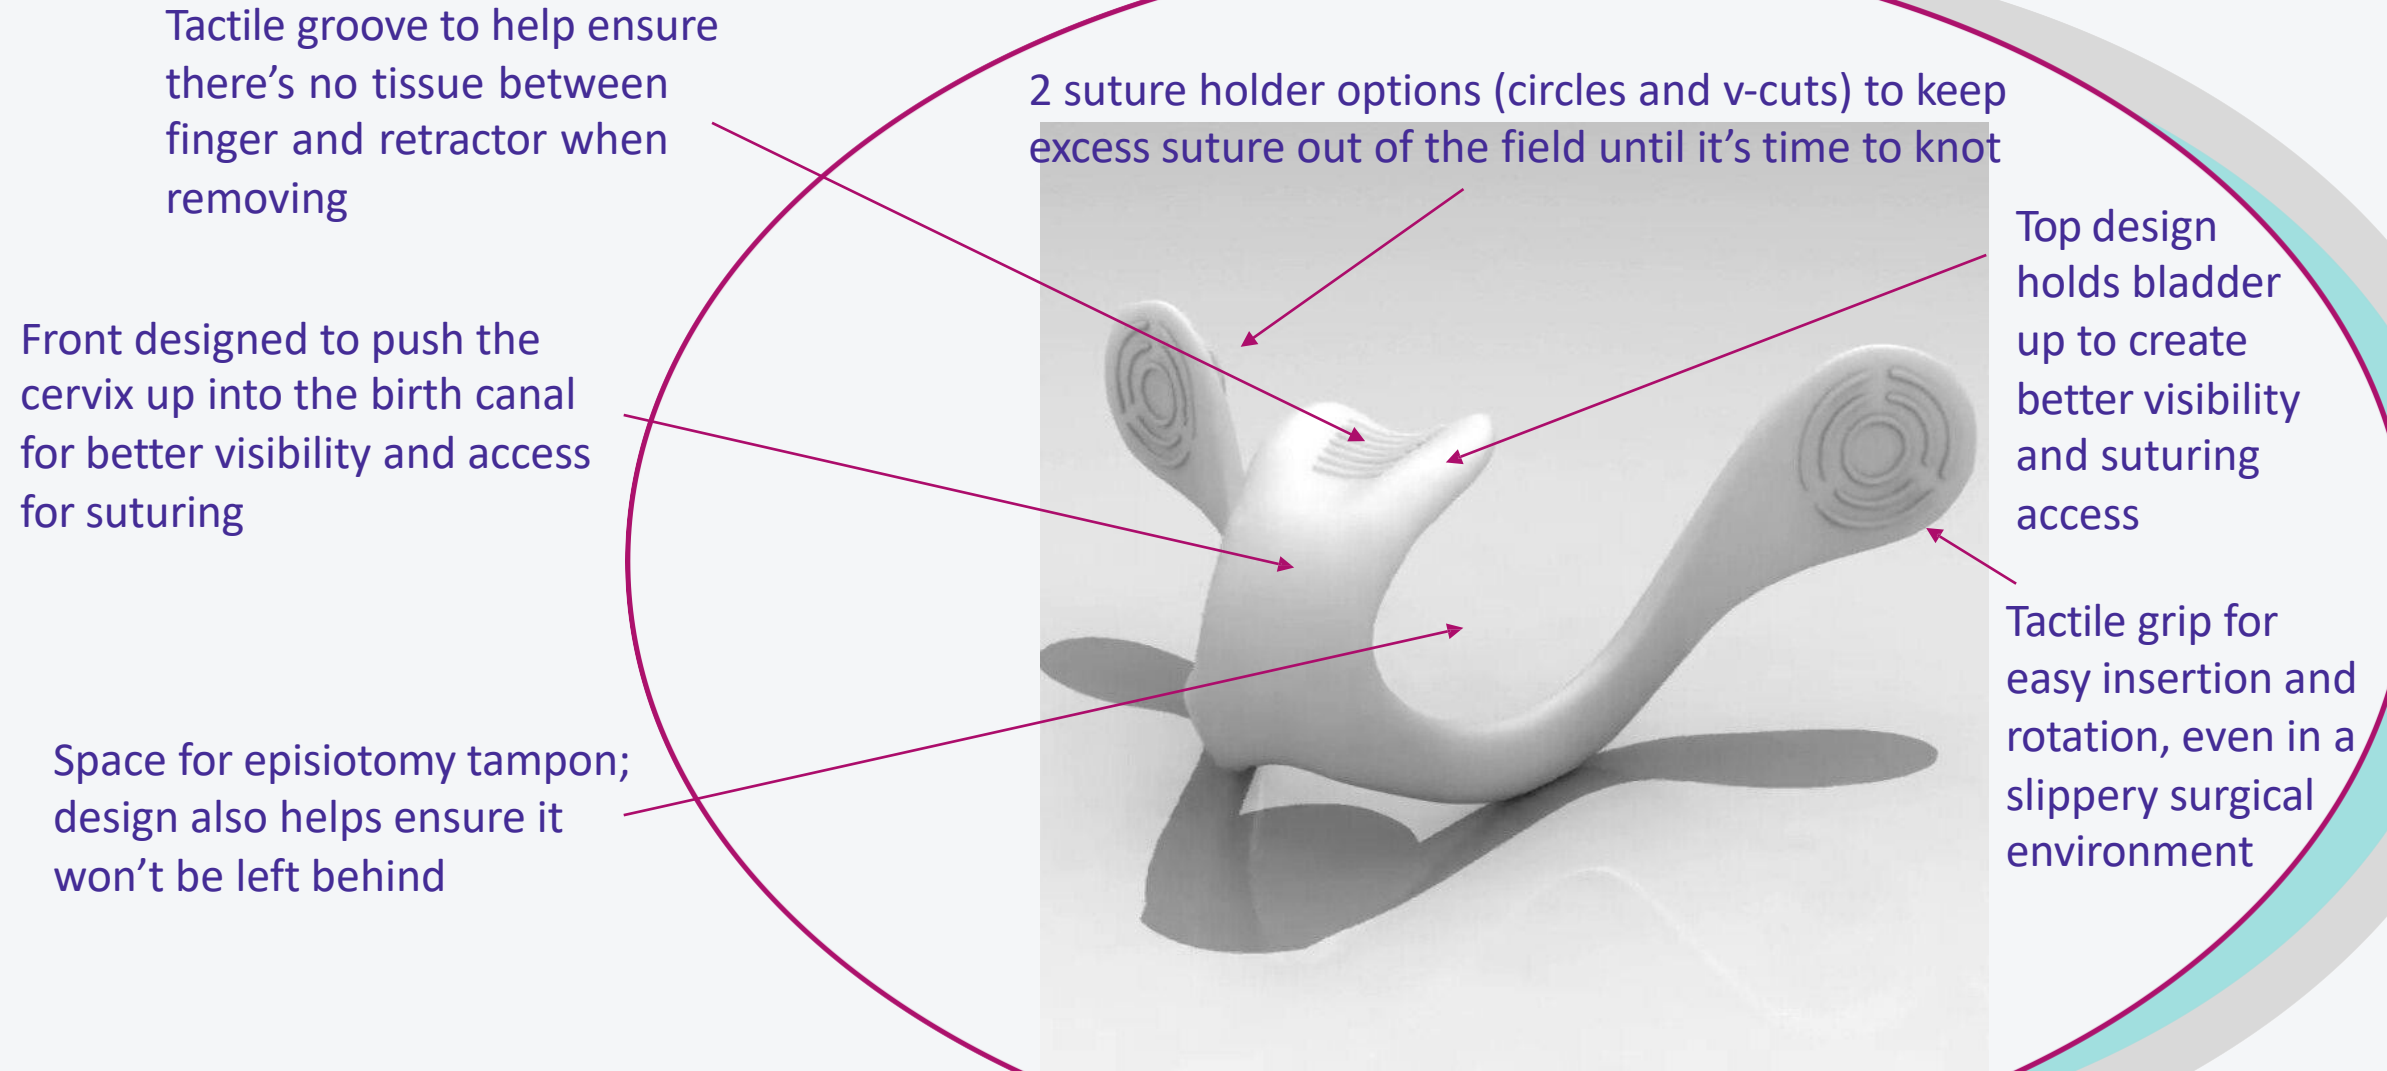 Tactile groove to help ensure
there’s no tissue between
finger and retractor when
removing
2 suture holder options (circles and v-cuts) to keep
excess suture out of the field until it’s time to knot
Top design
holds bladder
up to create
better visibility
and suturing
access
Front designed to push the
cervix up into the birth canal
for better visibility and access
for suturing
Tactile grip for
easy insertion and
rotation, even in a
slippery surgical
environment
Space for episiotomy tampon;
design also helps ensure it
won’t be left behind